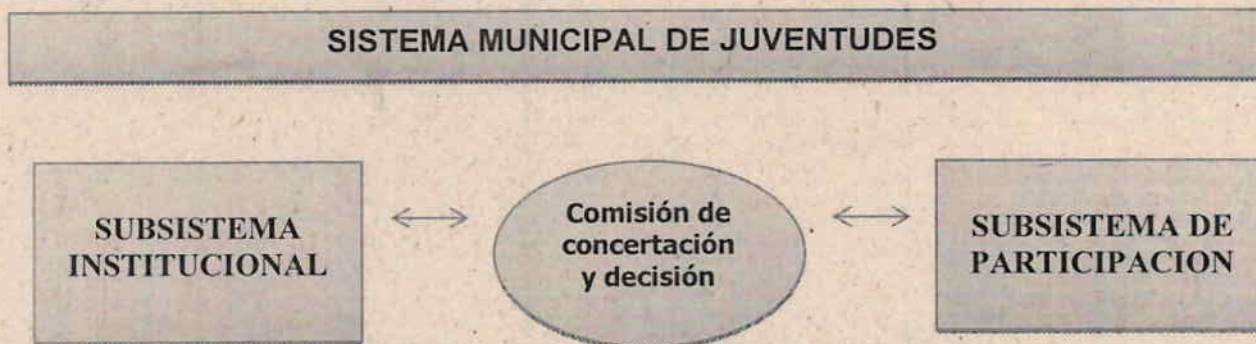 SISTEMA MUNICIPAL DE JUVENTUDES
SUBSISTEMA
INSTITUCIONAL
Comisión de
concertación
y decisión
SUBSISTEMA DE
PARTICIPACION